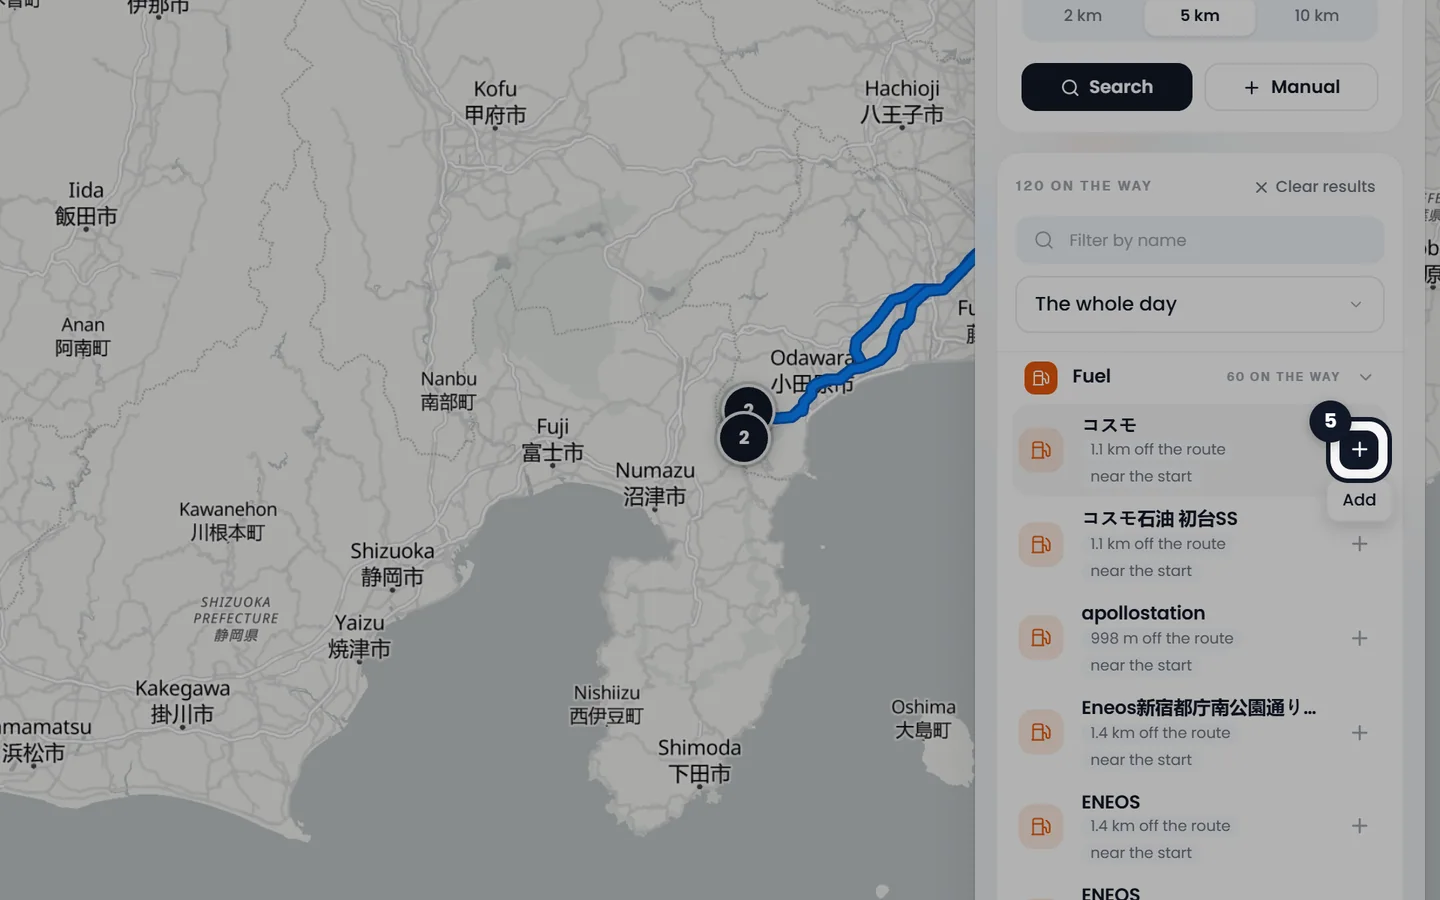 伊那市
Kofu
甲府市
Hachioji
八王子市
Iida
飯田市
Anan
阿南町
Nanbu
南部町
Odawara
小田原市
Fuji
富士市
Numazu
沼津市
2
2
Kawanehon
川根本町
Shizuoka
静岡市
SHIZUOKA
PREFECTURE
静岡県
Yaizu
焼津市
Kakegawa
掛川市
浜松市
Nishiizu
西伊豆町
Shimoda
下田市
Oshima
大島町
2 km
5 km
10 km
Search
Manual
120 ON THE WAY
Clear results
Filter by name
The whole day
Fuel
60 ON THE WAY
コスモ
1.1 km off the route
near the start
5
Add
コスモ石油 初台SS
1.1 km off the route
near the start
apollostation
998 m off the route
near the start
Eneos新宿都庁南公園通り...
1.4 km off the route
near the start
ENEOS
1.4 km off the route
near the start
ENEOS